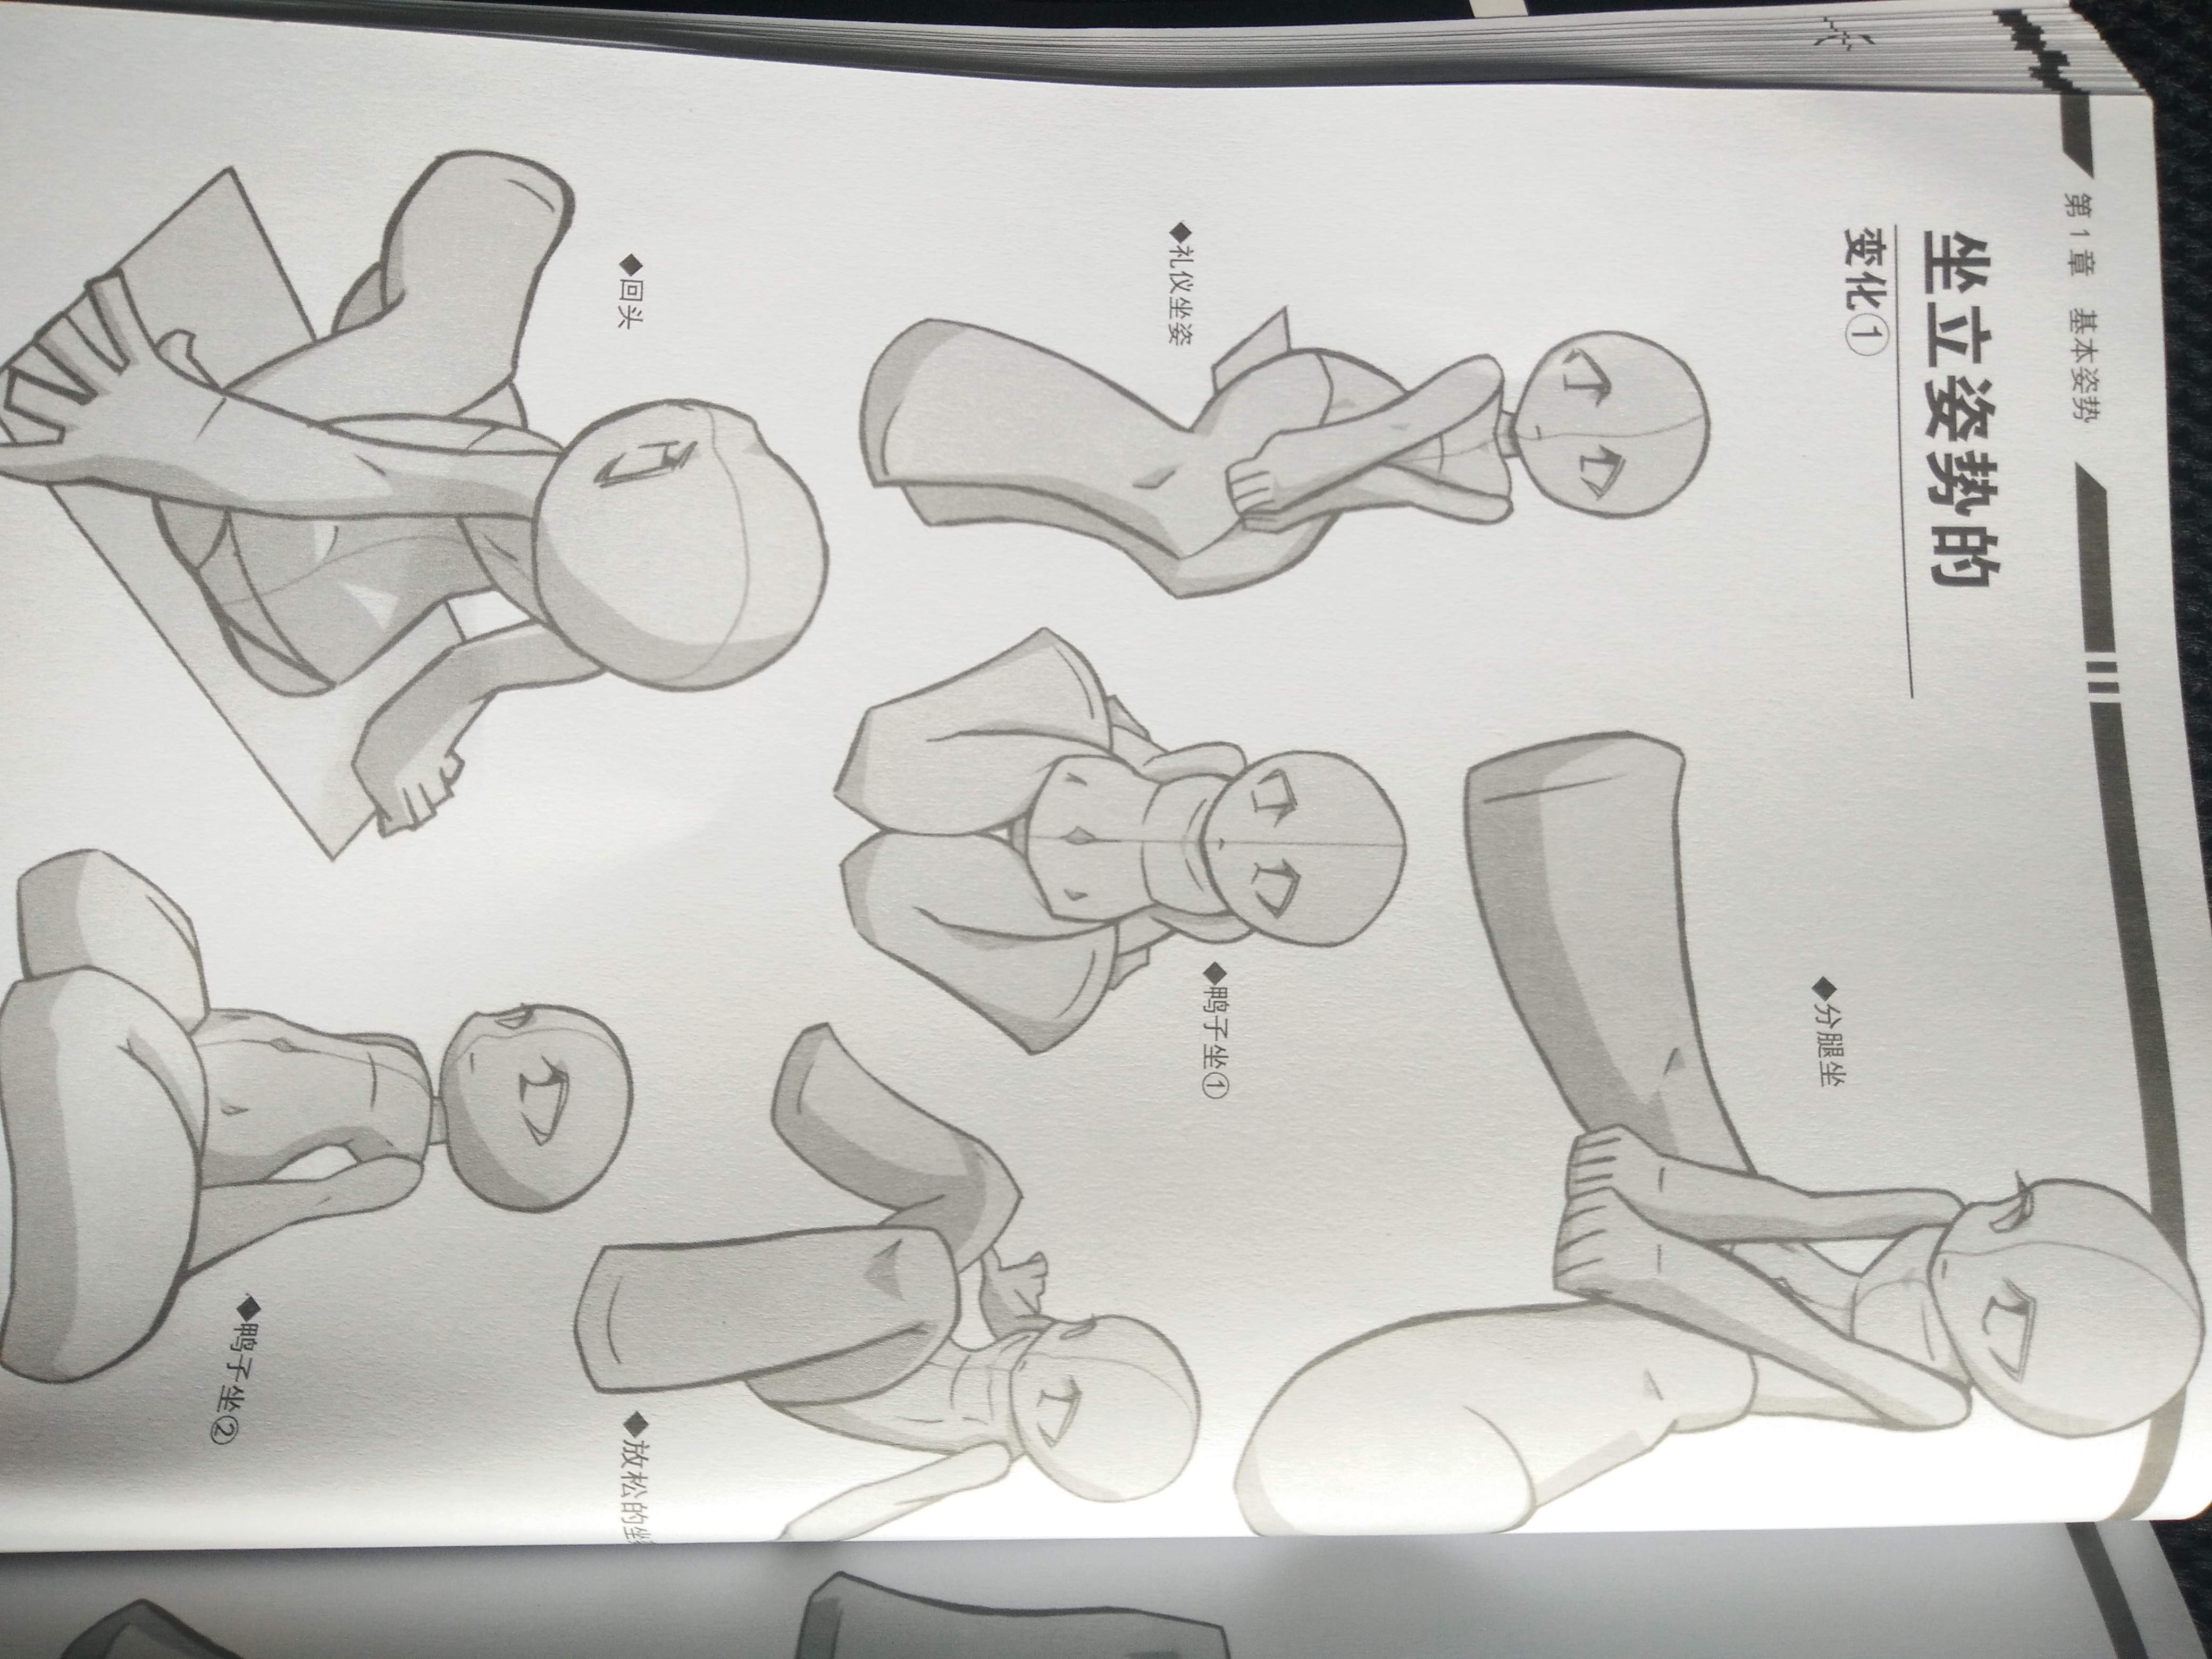 第1章 基本姿势
坐立姿势的
变化①
◆分腿坐
◆礼仪坐姿
◆鸭子坐①
◆回头
◆放松的坐
◆鸭子坐②